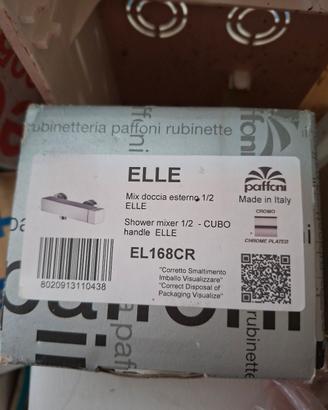 rubinetteria paffoni rubinette
ELLE
paffoni
Made in Italy
Mix doccia esterno 1/2
ELLE
CROMO
CHROME PLATED
Shower mixer 1/2 - CUBO
handle ELLE
EL168CR
8020913110438
"Corretto Smaltimento
Imballo Visualizzare"
"Correct Disposal of
Packaging Visualize"